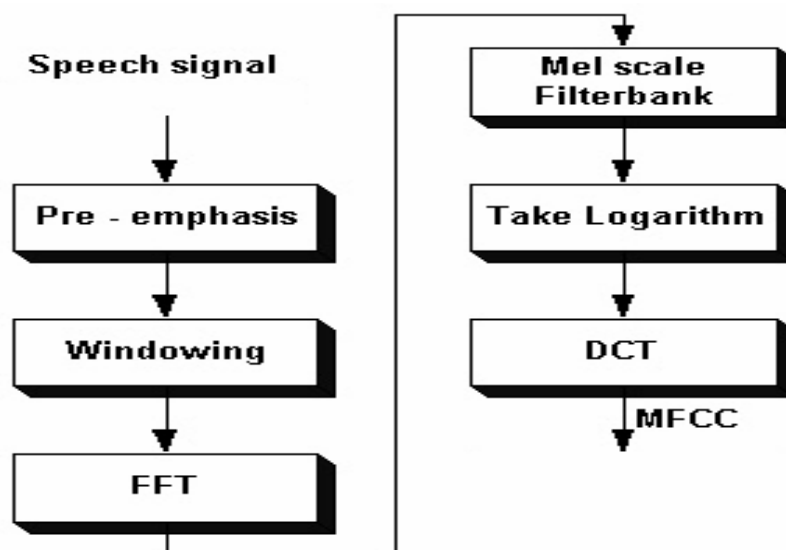 Speech signal
Pre - emphasis
Windowing
FFT
Mel scale
Filterbank
Take Logarithm
DCT
MFCC